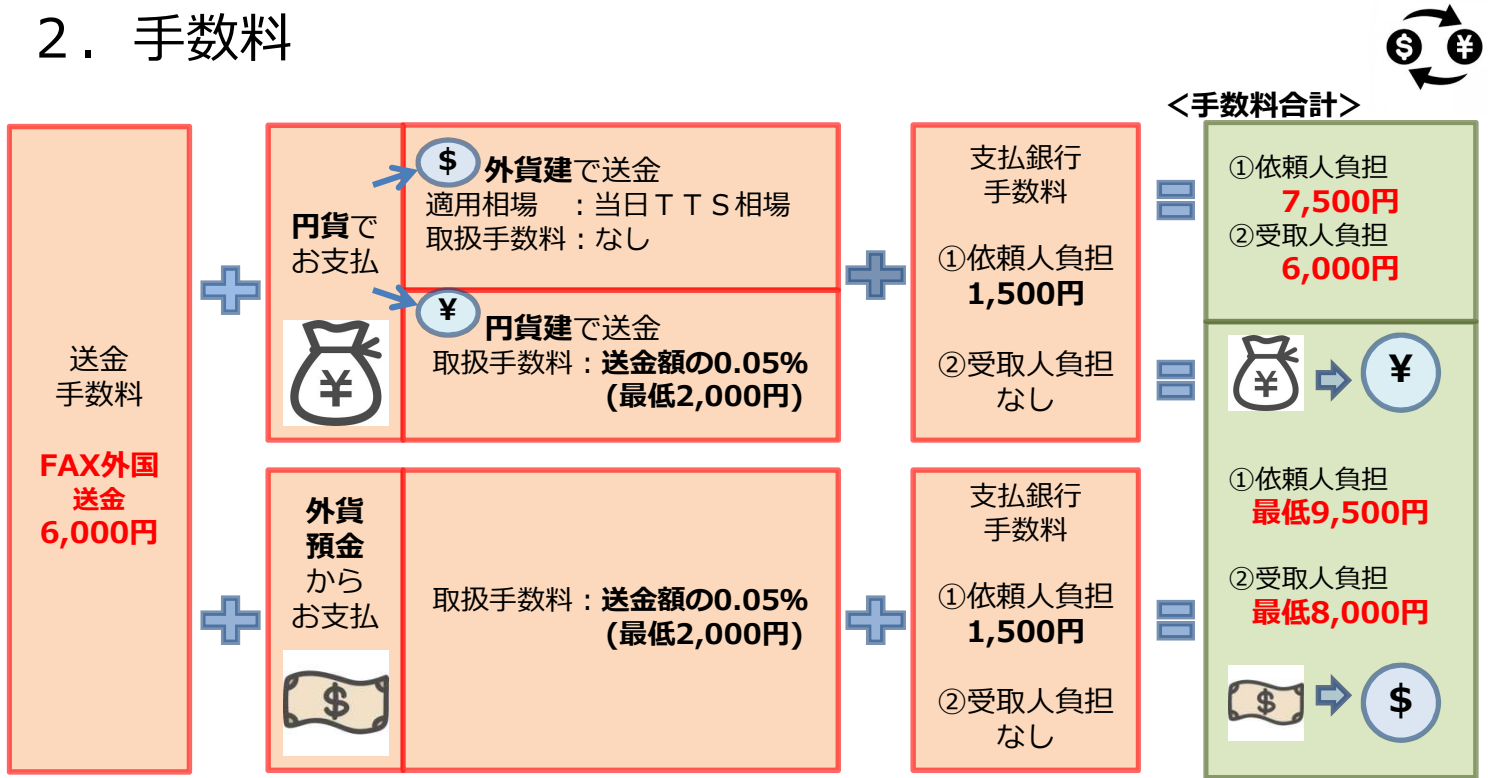 ２．手数料
$ ¥
＜手数料合計＞
送金
手数料
FAX外国
送金
6,000円
円貨で
お支払
¥
$
外貨建で送金
適用相場　：当日ＴＴＳ相場
取扱手数料：なし
¥
円貨建で送金
取扱手数料：送金額の0.05%
(最低2,000円)
支払銀行
手数料
①依頼人負担
1,500円
②受取人負担
なし
①依頼人負担
7,500円
②受取人負担
6,000円
¥ ¥
外貨
預金
から
お支払
$
取扱手数料：送金額の0.05%
(最低2,000円)
支払銀行
手数料
①依頼人負担
1,500円
②受取人負担
なし
①依頼人負担
最低9,500円
②受取人負担
最低8,000円
$ $